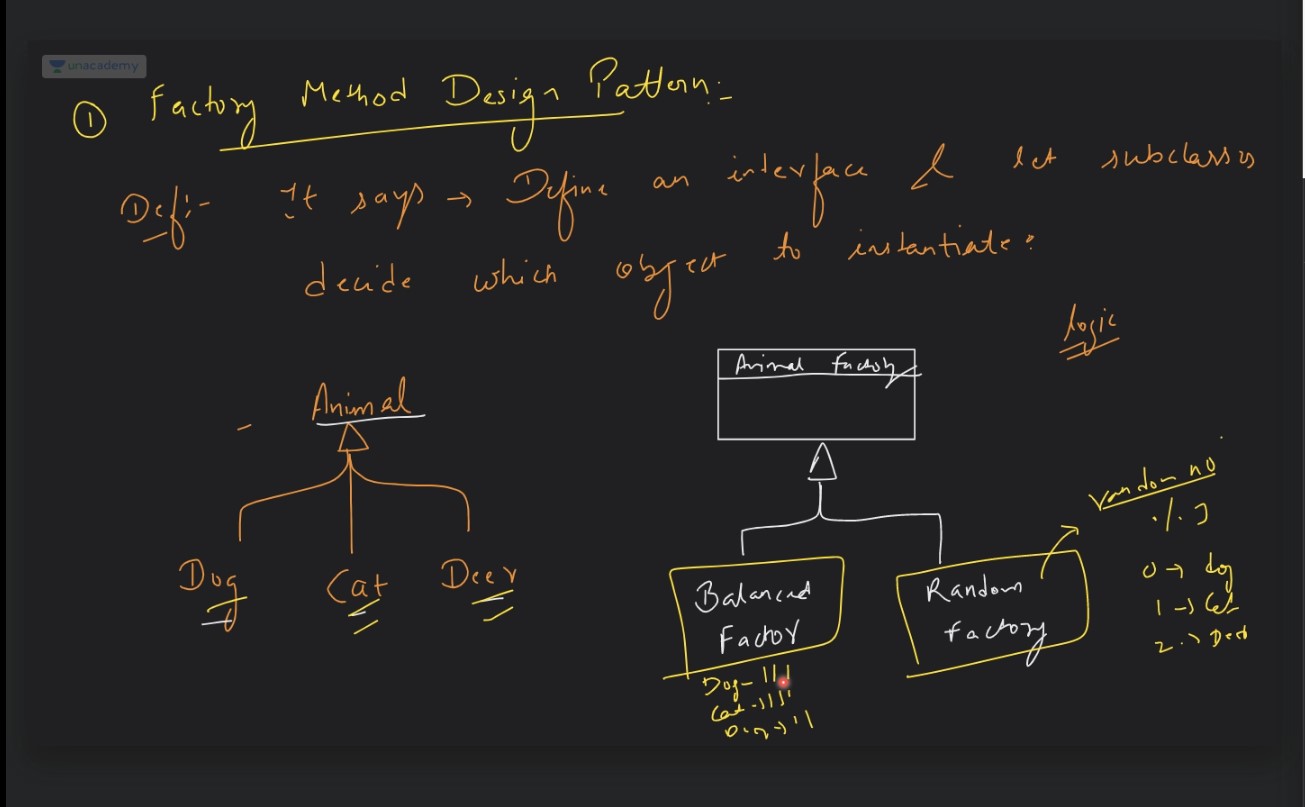 unacademy
① Factory Method Design Pattern:-
Def:- It says → Define an interface & let subclasses
decide which object to instantiate.
logic
Animal Factory
Animal
Dog Cat Deer
Balanced
Factory
Random
factory
random no
% 3
0 → dog
1 → Cat
2 →
Dog - |||
Cat →